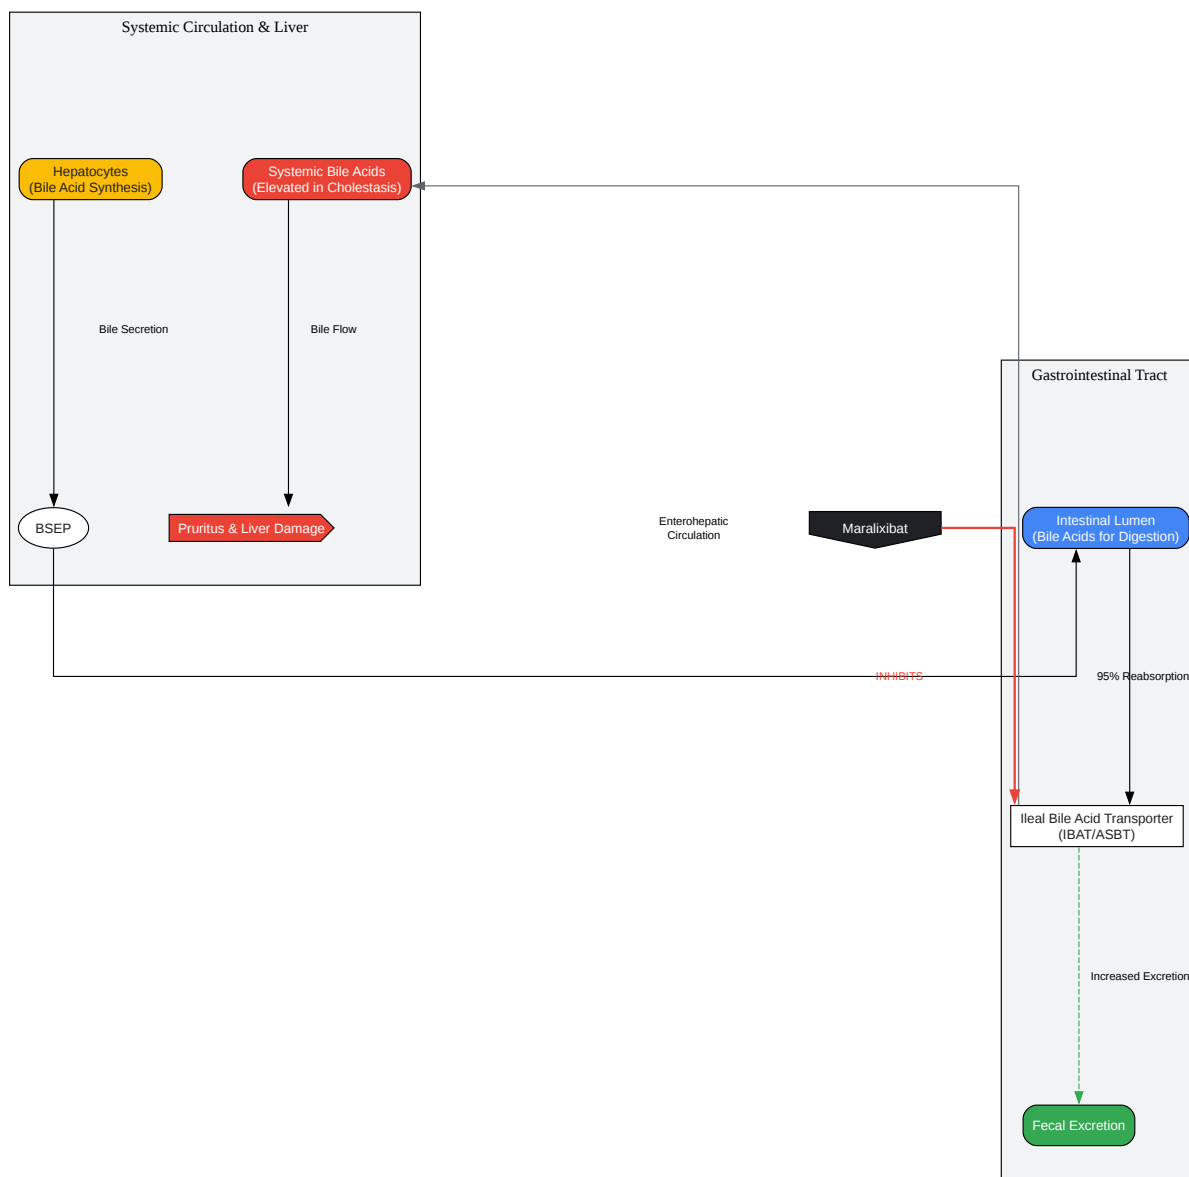 Systemic Circulation & Liver
Hepatocytes
(Bile Acid Synthesis)
Systemic Bile Acids
(Elevated in Cholestasis)
Bile Secretion
Bile Flow
Gastrointestinal Tract
BSEP
Pruritus & Liver Damage
Enterohepatic
Circulation
Maralixibat
Intestinal Lumen
(Bile Acids for Digestion)
INHIBITS
95% Reabsorption
Ileal Bile Acid Transporter
(IBAT/ASBT)
Increased Excretion
Fecal Excretion